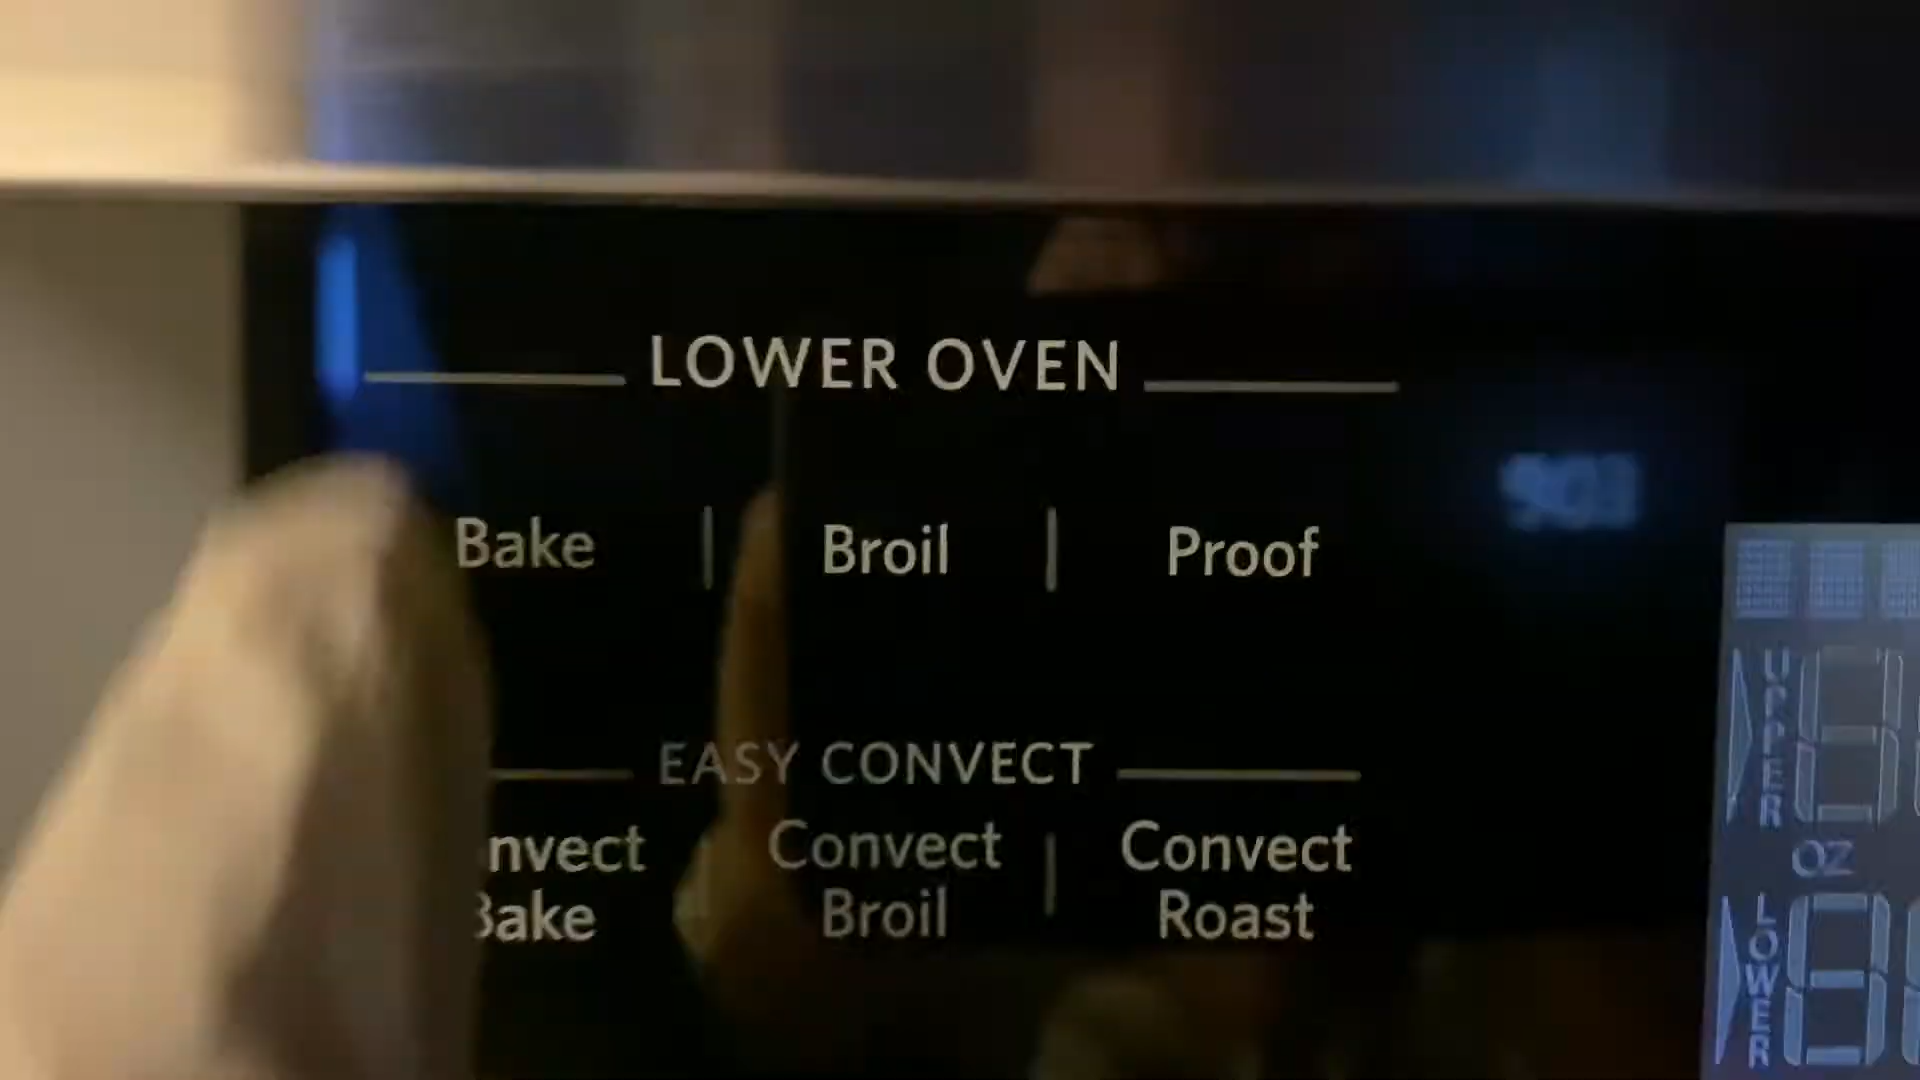 LOWER OVEN
Bake | Broil | Proof
EASY CONVECT
nvect Bake | Convect Broil | Convect Roast
UPPER
OZ
LOWER